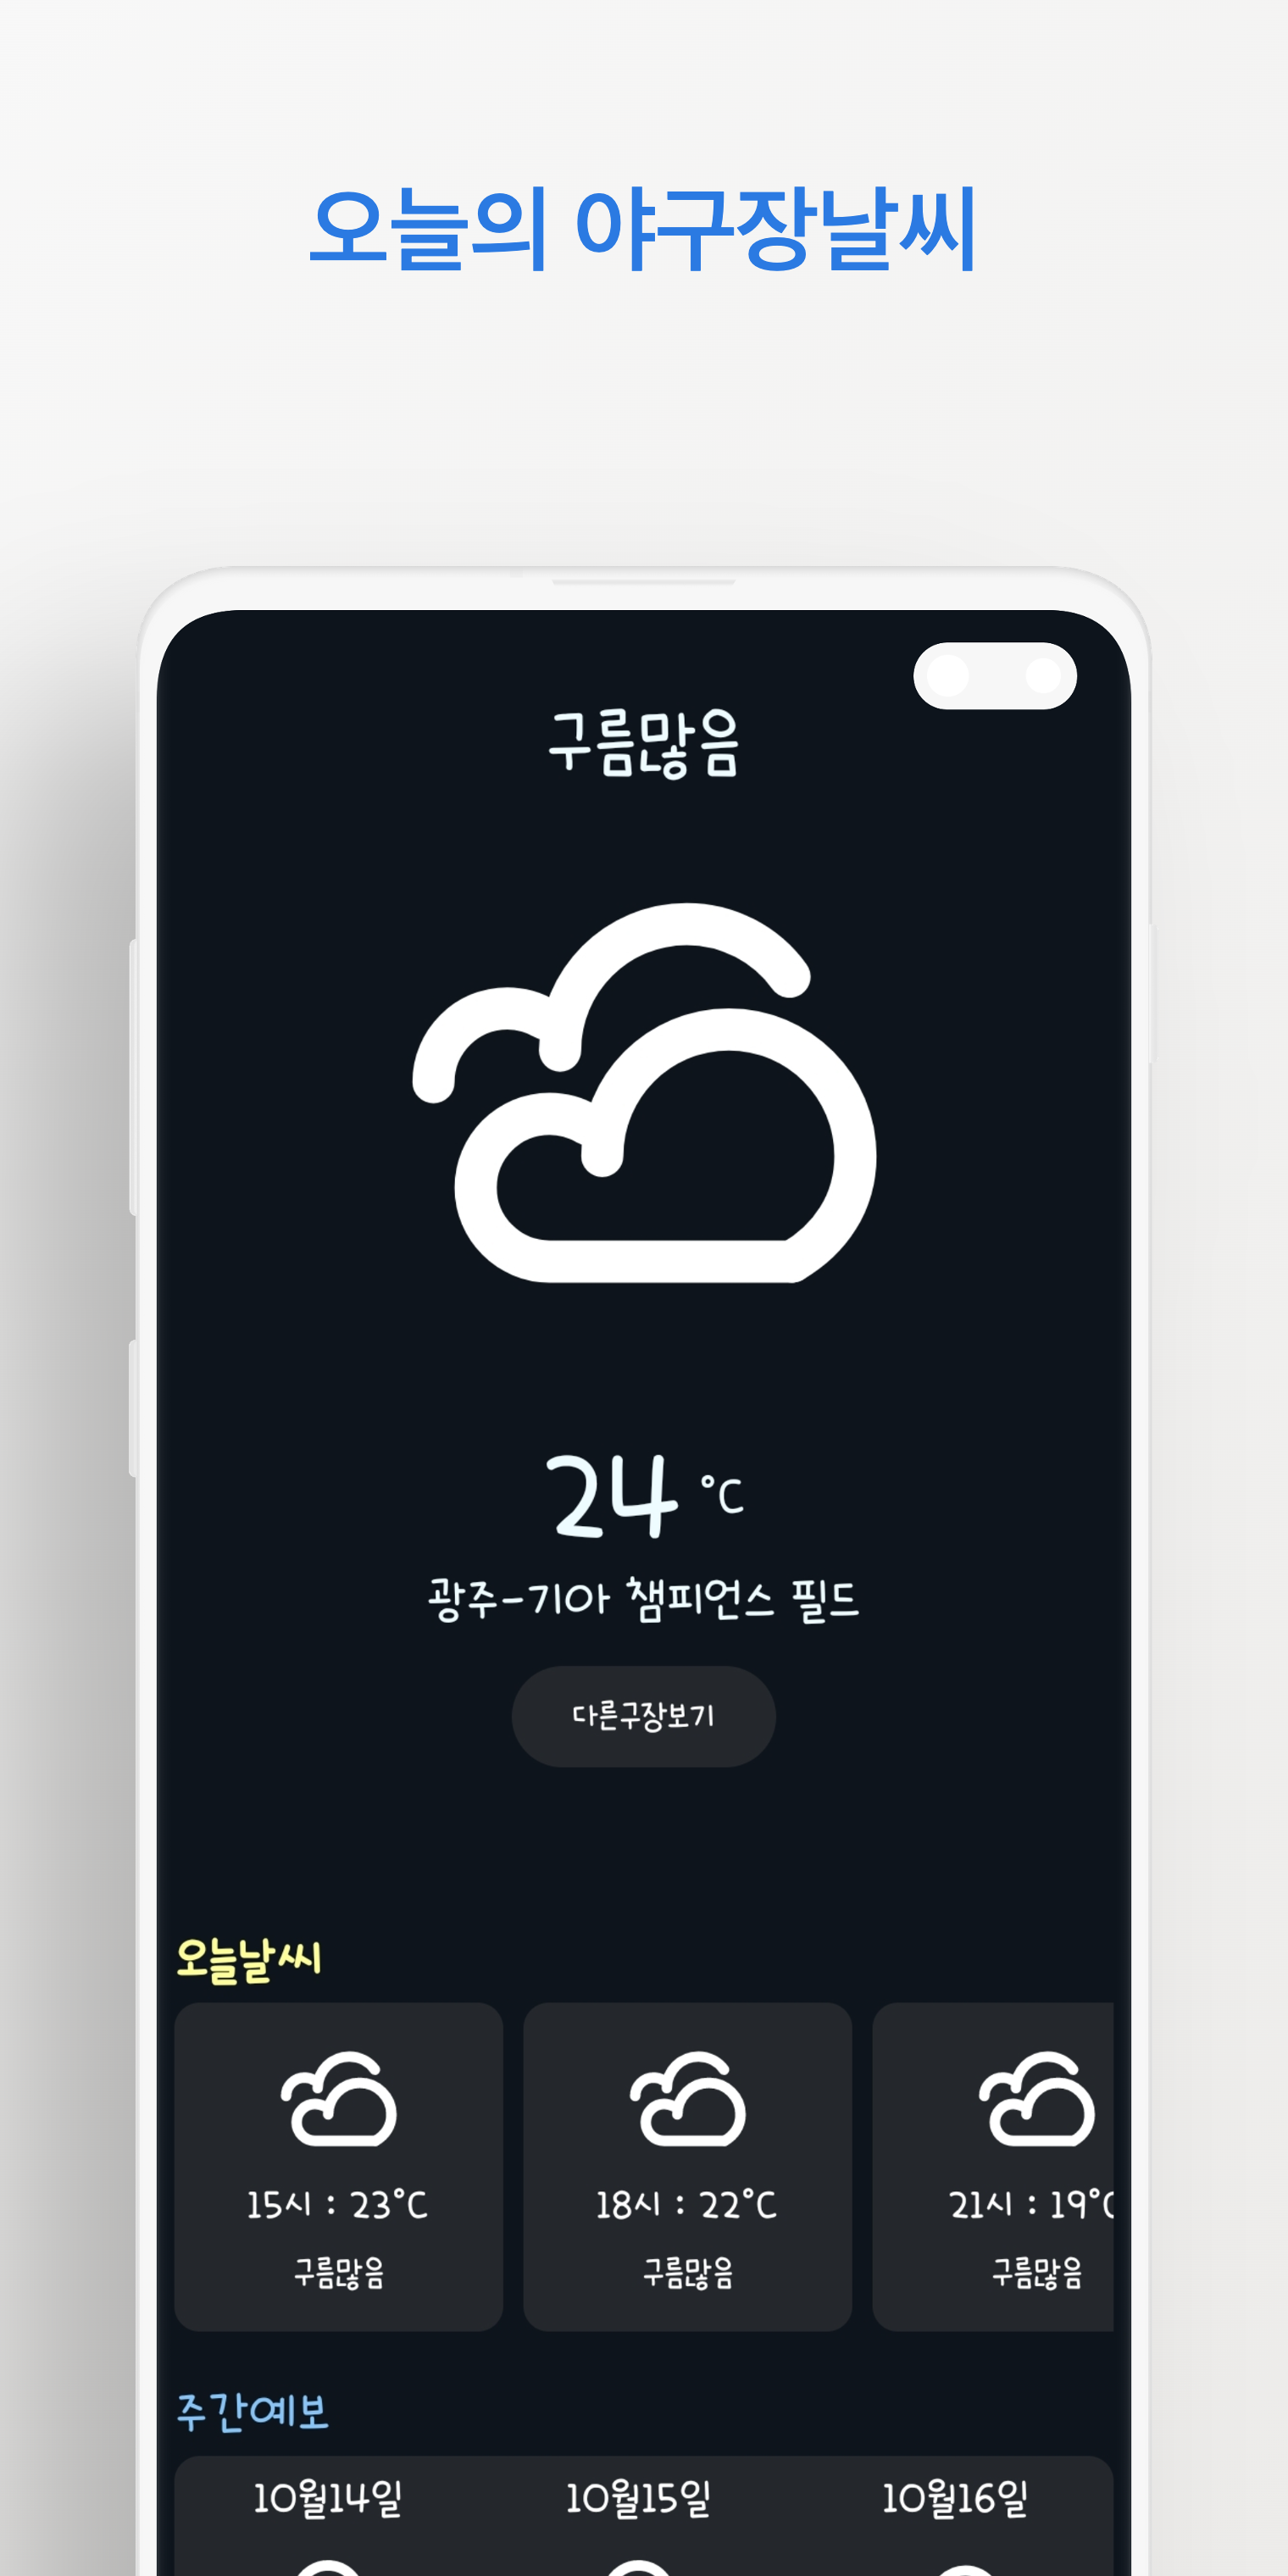 오늘의 야구장날씨
구름많음
24 °C
광주-기아 챔피언스 필드
다른구장보기
오늘날씨
15시 : 23°C
구름많음
18시 : 22°C
구름많음
21시 : 19°C
구름많음
주간예보
10월14일 10월15일 10월16일